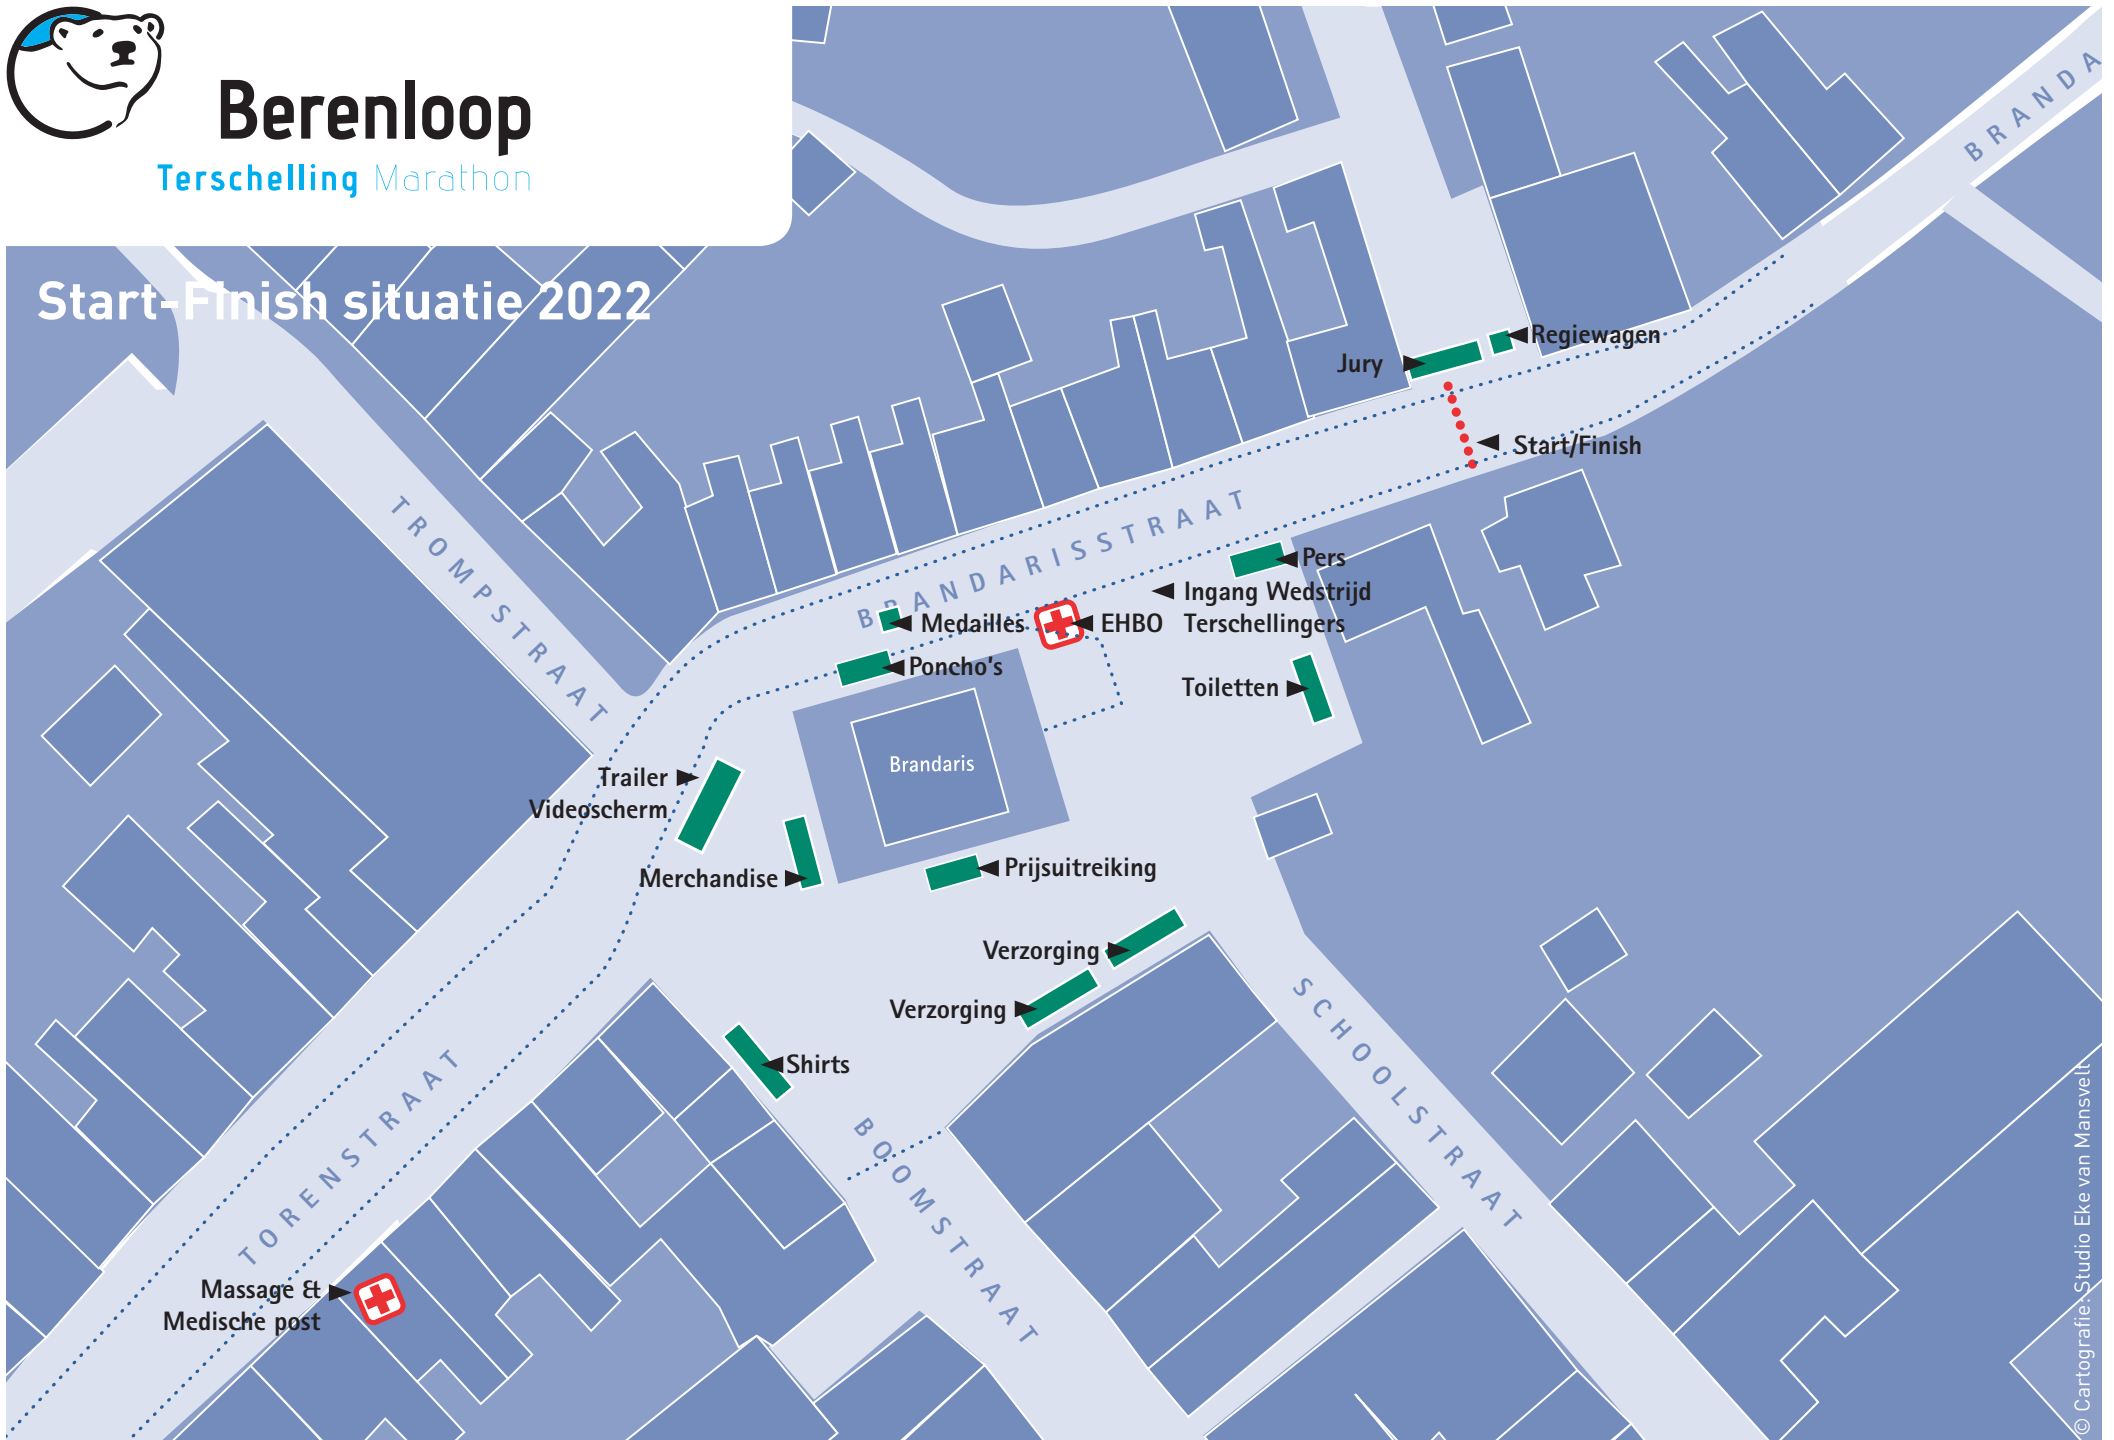 Berenloop
Terschelling Marathon
Start-Finish situatie 2022
BRANDA
Regiewagen
Jury
Start/Finish
TROMPSTRAAT
BRANDARISSTRAAT
Pers
Ingang Wedstrijd
Terschellingers
Medailles
EHBO
Poncho's
Toiletten
Brandaris
Trailer
Videoscherm
Merchandise
Prijsuitreiking
Verzorging
Verzorging
Shirts
SCHOOLSTRAAT
BOOMSTRAAT
TORENSTRAAT
Massage &
Medische post
© Cartografie: Studio Eke van Mansvelt